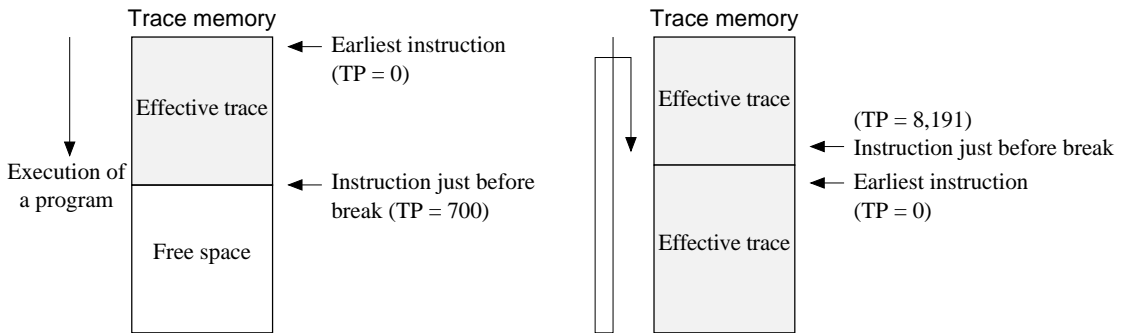 Trace memory
Earliest instruction
(TP = 0)
Effective trace
Execution of
a program
Instruction just before
break (TP = 700)
Free space
Trace memory
Effective trace
(TP = 8,191)
Instruction just before break
Earliest instruction
(TP = 0)
Effective trace